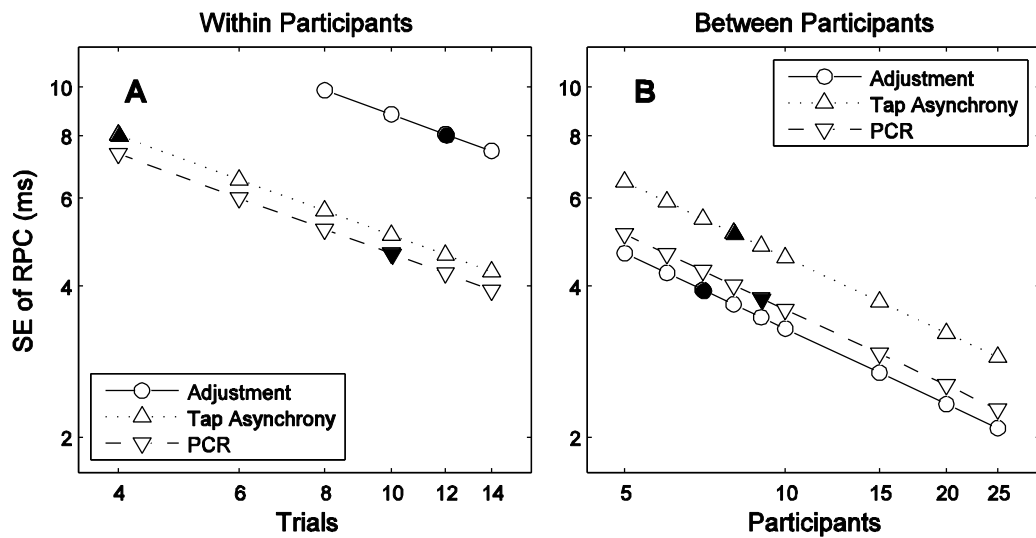 Within Participants
A
SE of RPC (ms)
10
8
6
4
2
Adjustment
Tap Asynchrony
PCR
4 6 8 10 12 14
Trials
Between Participants
B
Adjustment
Tap Asynchrony
PCR
10
8
6
4
2
5 10 15 20 25
Participants